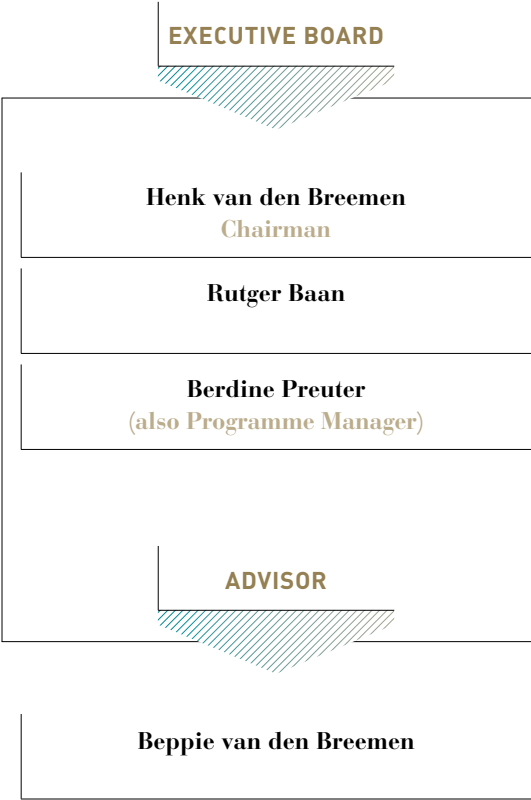 EXECUTIVE BOARD
Henk van den Breemen
Chairman
Rutger Baan
Berdine Preuter
(also Programme Manager)
ADVISOR
Beppie van den Breemen